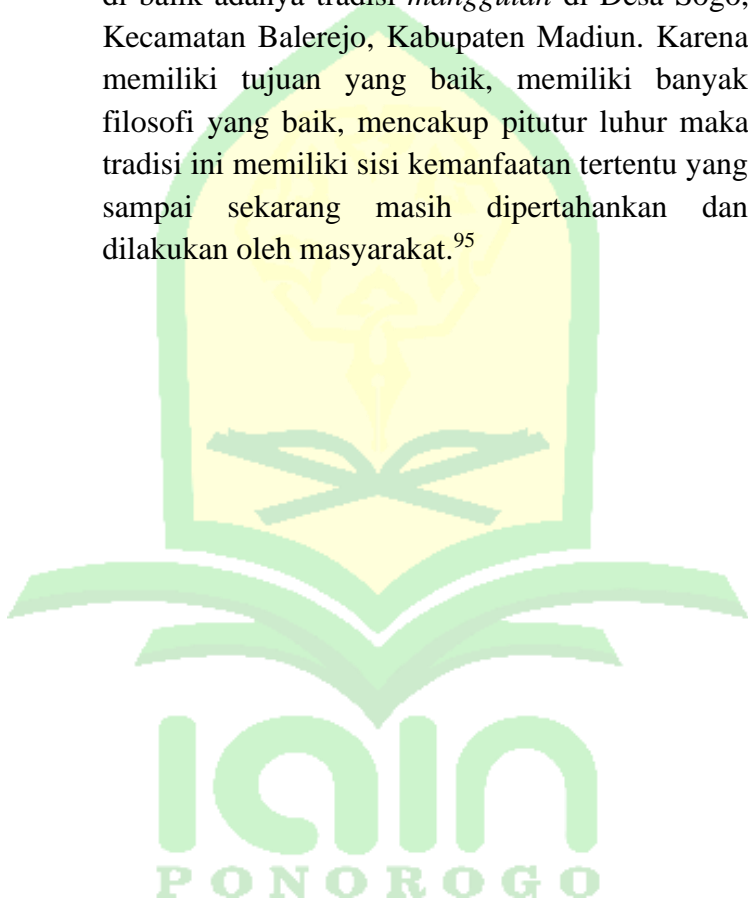 di balik adanya tradisi manggulan di Desa Sogo,
Kecamatan Balerejo, Kabupaten Madiun. Karena
memiliki tujuan yang baik, memiliki banyak
filosofi yang baik, mencakup pitutur luhur maka
tradisi ini memiliki sisi kemanfaatan tertentu yang
sampai sekarang masih dipertahankan dan
dilakukan oleh masyarakat.95
iain
PONOROGO